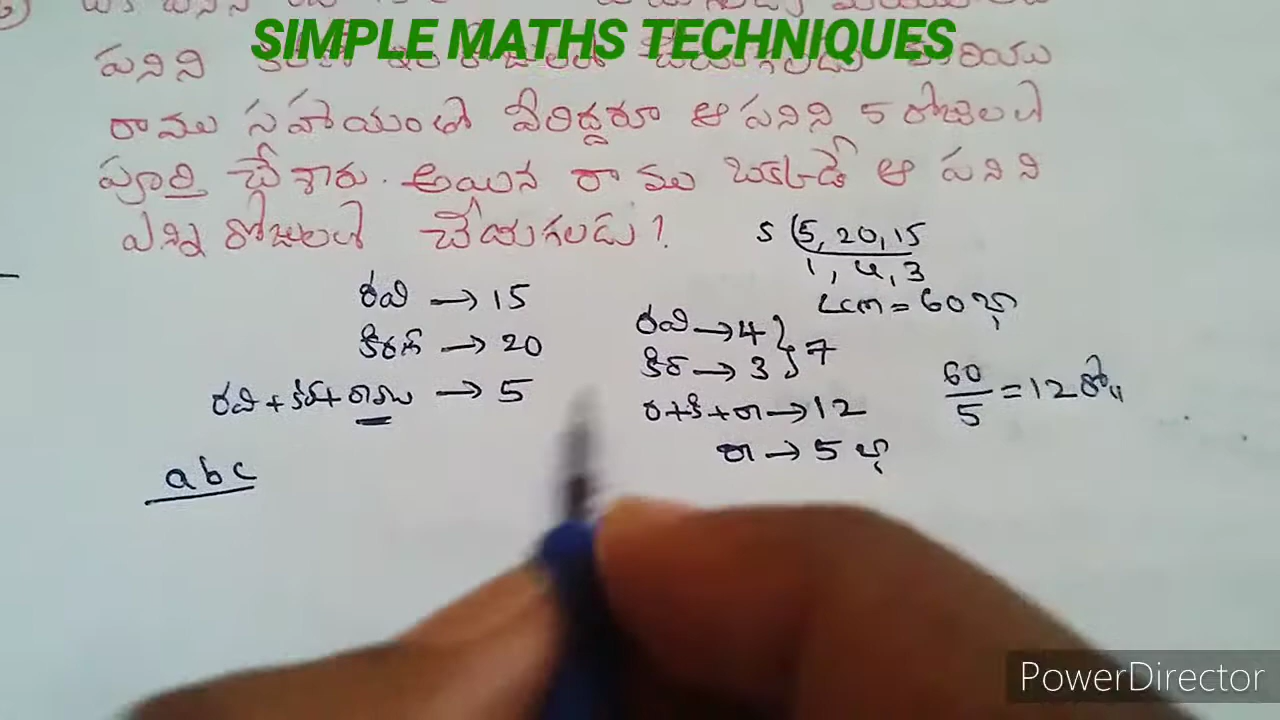 SIMPLE MATHS TECHNIQUES
పనిని
రాము సహాయంతో వీరిద్దరూ ఆ పనిని 5 రోజులలో
పూర్తి చేశారు. అయిన రాము ఒకడే ఆ పనిని
ఎన్ని రోజులలో చేయగలడు?
5 (5, 20, 15
1, 4, 3
Lcm = 60 భా
రవి → 15
కిరణ్ → 20
రవి + కిర + రాము → 5
రవి → 4 } 7
కిర → 3
ర + కి + రా → 12
రా → 5 భా
60/5 = 12 రో॥
abc
PowerDirector